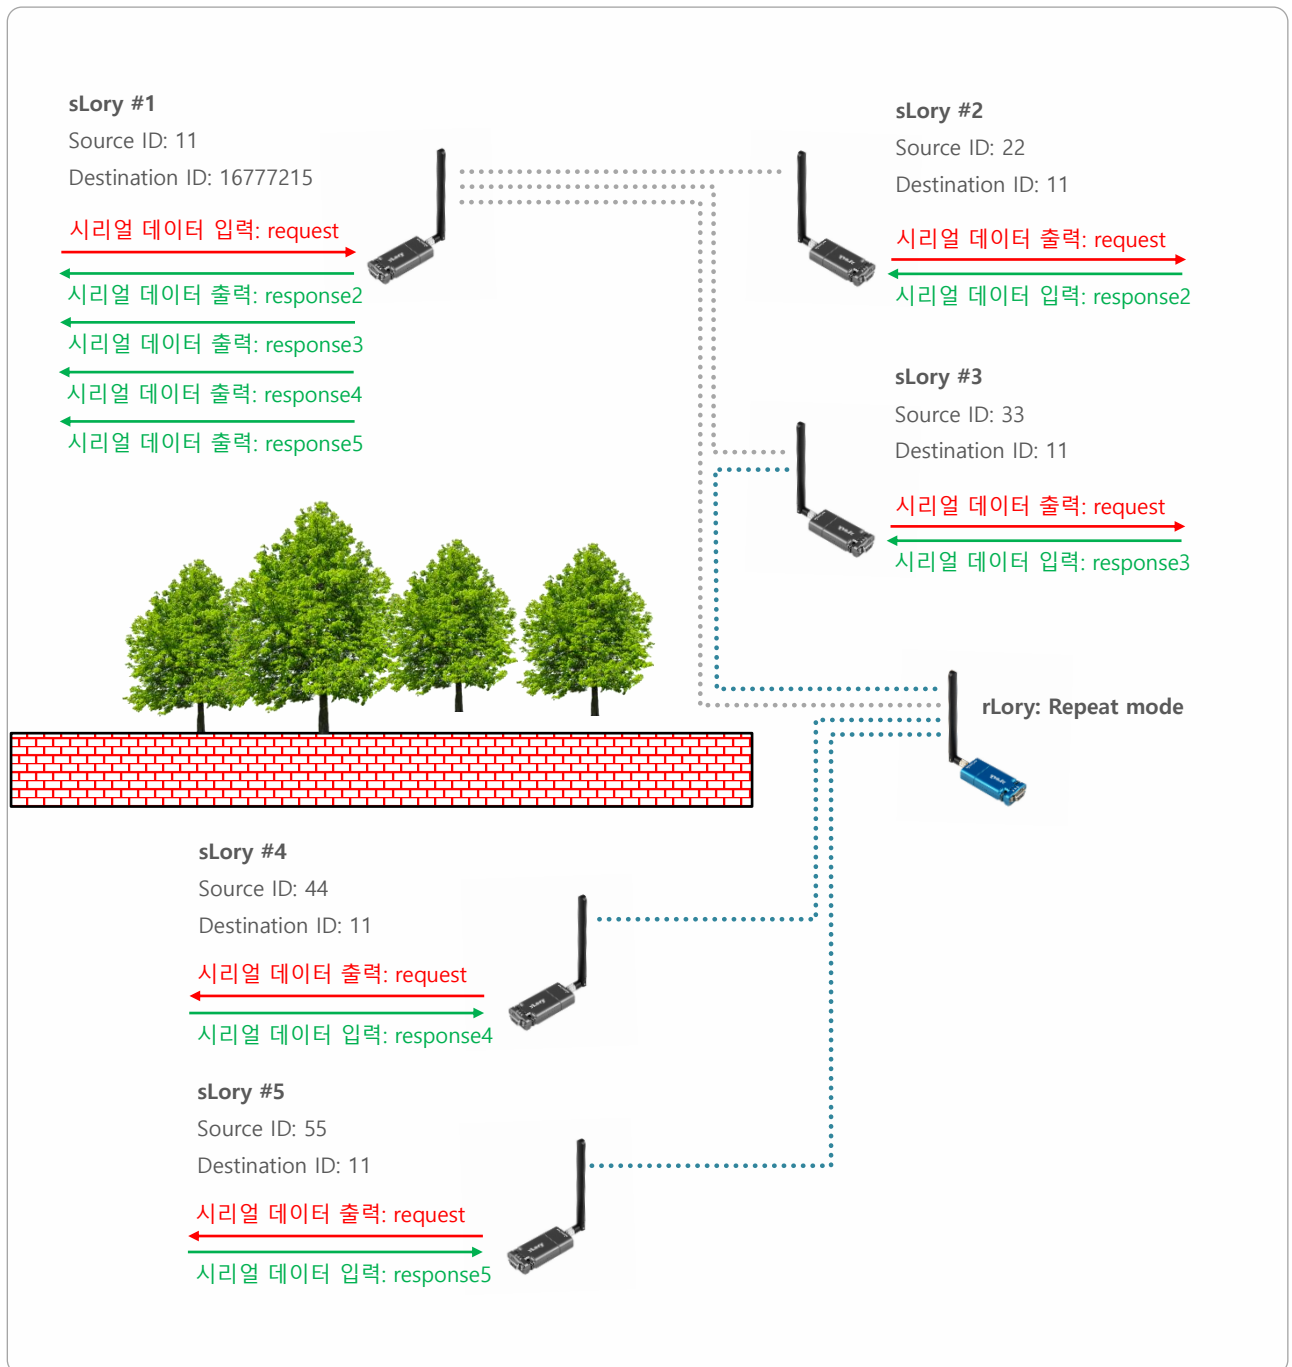 sLory #1
Source ID: 11
Destination ID: 16777215
시리얼 데이터 입력: request
시리얼 데이터 출력: response2
시리얼 데이터 출력: response3
시리얼 데이터 출력: response4
시리얼 데이터 출력: response5
sLory #2
Source ID: 22
Destination ID: 11
시리얼 데이터 출력: request
시리얼 데이터 입력: response2
sLory #3
Source ID: 33
Destination ID: 11
시리얼 데이터 출력: request
시리얼 데이터 입력: response3
rLory: Repeat mode
sLory #4
Source ID: 44
Destination ID: 11
시리얼 데이터 출력: request
시리얼 데이터 입력: response4
sLory #5
Source ID: 55
Destination ID: 11
시리얼 데이터 출력: request
시리얼 데이터 입력: response5